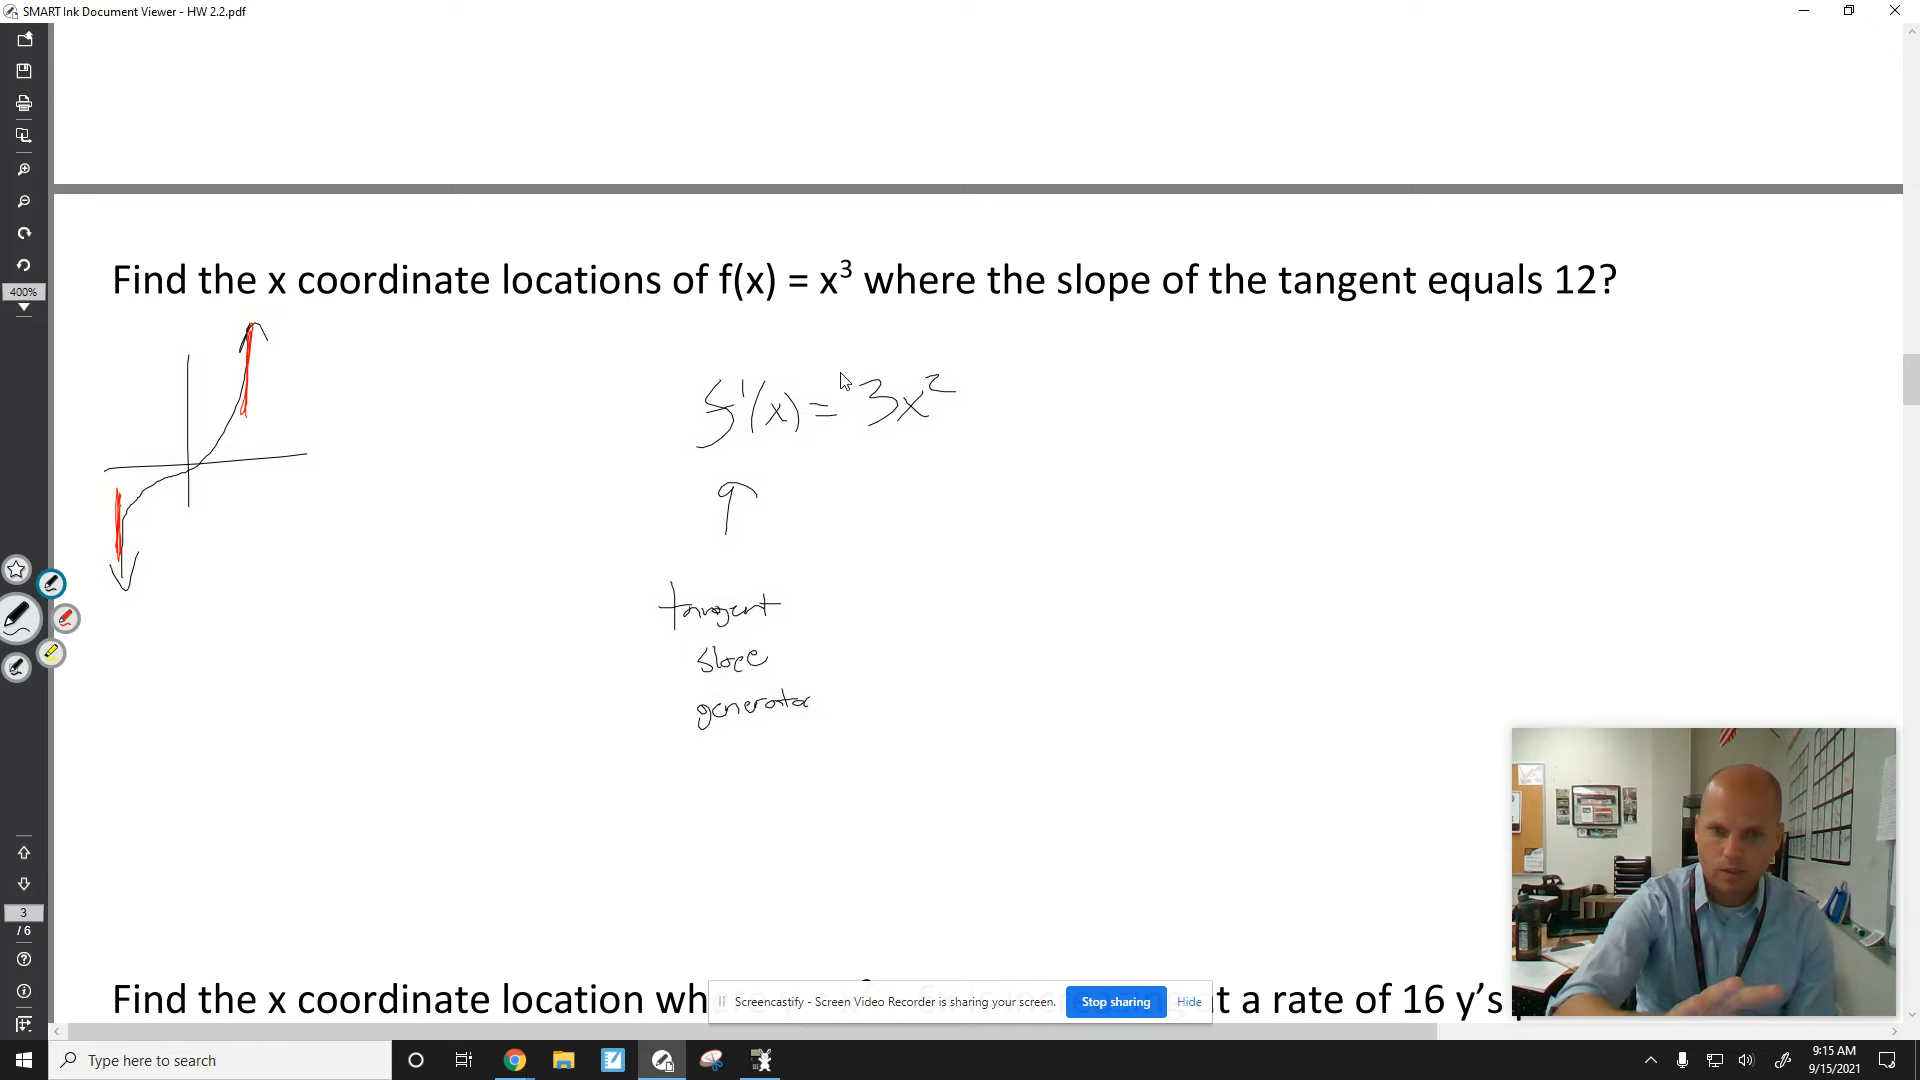 SMART Ink Document Viewer - HW 2.2.pdf
400%
Find the x coordinate locations of f(x) = x³ where the slope of the tangent equals 12?
f'(x) = 3x²
tangent
slope
generator
3
/ 6
Find the x coordinate location wh
t a rate of 16 y's
Screencastify - Screen Video Recorder is sharing your screen.
Stop sharing
Hide
Type here to search
9:15 AM
9/15/2021